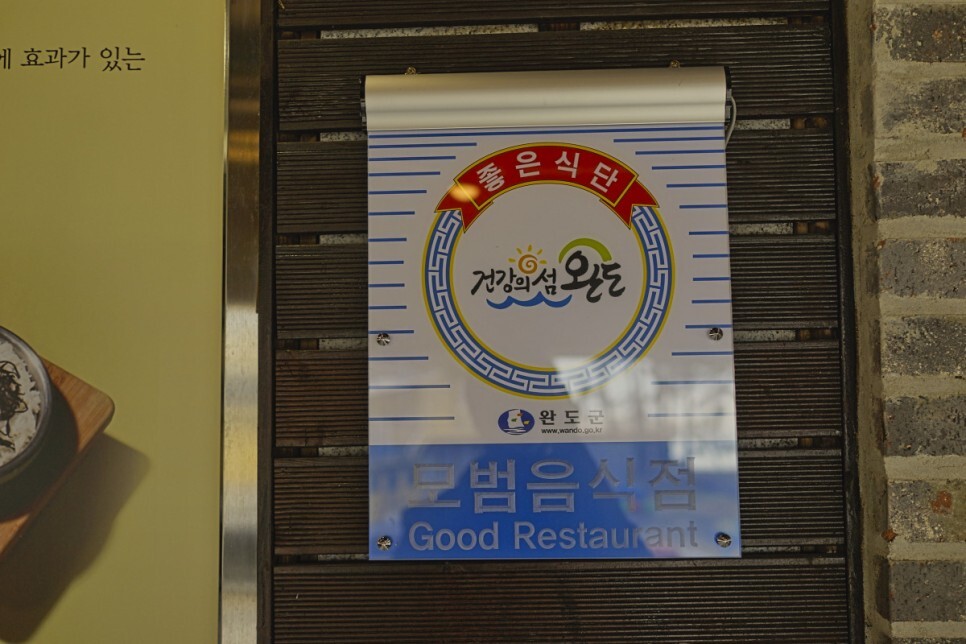 에 효과가 있는
좋은식단
건강의 섬 완도
완도군
www.wando.go.kr
모범음식점
Good Restaurant